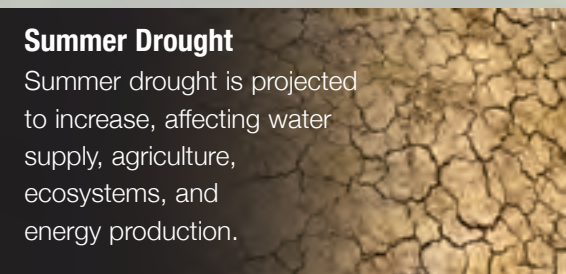 Summer Drought
Summer drought is projected
to increase, affecting water
supply, agriculture,
ecosystems, and
energy production.